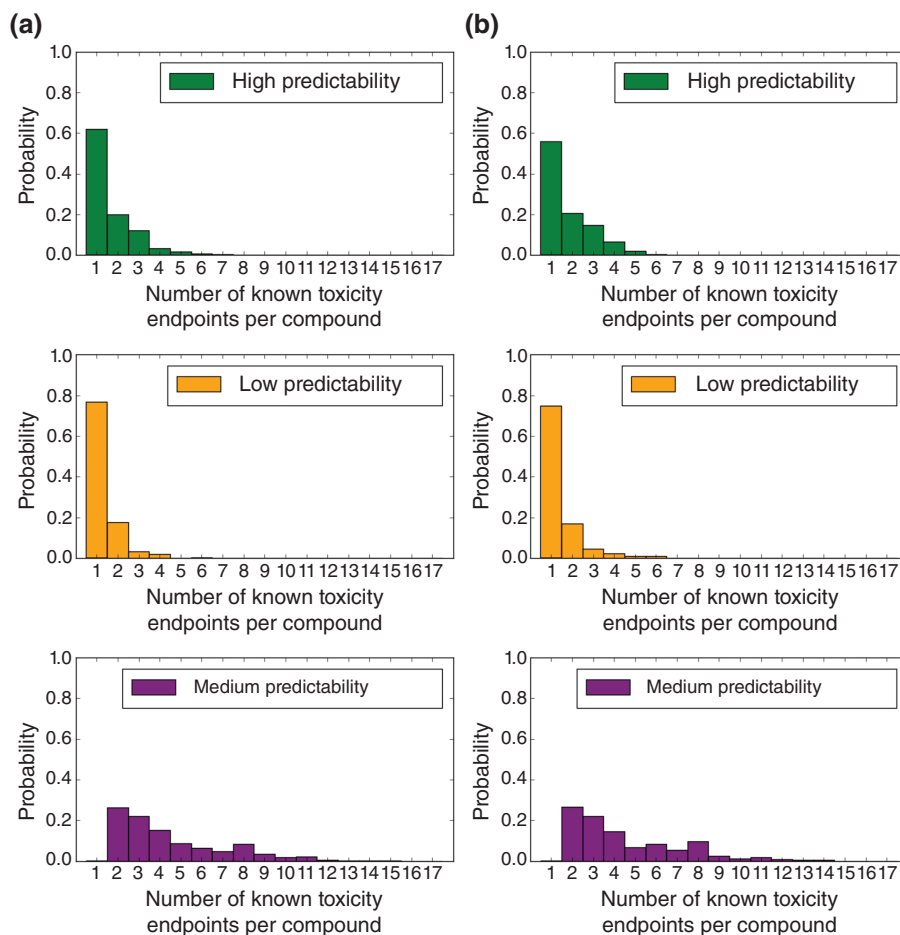 (a)
High predictability
Probability
1.0
0.8
0.6
0.4
0.2
0.0
1 2 3 4 5 6 7 8 9 10 11 12 13 14 15 16 17
Number of known toxicity
endpoints per compound
(b)
High predictability
Probability
1.0
0.8
0.6
0.4
0.2
0.0
1 2 3 4 5 6 7 8 9 10 11 12 13 14 15 16 17
Number of known toxicity
endpoints per compound
Low predictability
Probability
1.0
0.8
0.6
0.4
0.2
0.0
1 2 3 4 5 6 7 8 9 10 11 12 13 14 15 16 17
Number of known toxicity
endpoints per compound
Low predictability
Probability
1.0
0.8
0.6
0.4
0.2
0.0
1 2 3 4 5 6 7 8 9 10 11 12 13 14 15 16 17
Number of known toxicity
endpoints per compound
Medium predictability
Probability
1.0
0.8
0.6
0.4
0.2
0.0
1 2 3 4 5 6 7 8 9 10 11 12 13 14 15 16 17
Number of known toxicity
endpoints per compound
Medium predictability
Probability
1.0
0.8
0.6
0.4
0.2
0.0
1 2 3 4 5 6 7 8 9 10 11 12 13 14 15 16 17
Number of known toxicity
endpoints per compound